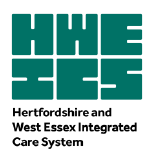 HWE
ICS
Hertfordshire and
West Essex Integrated
Care System